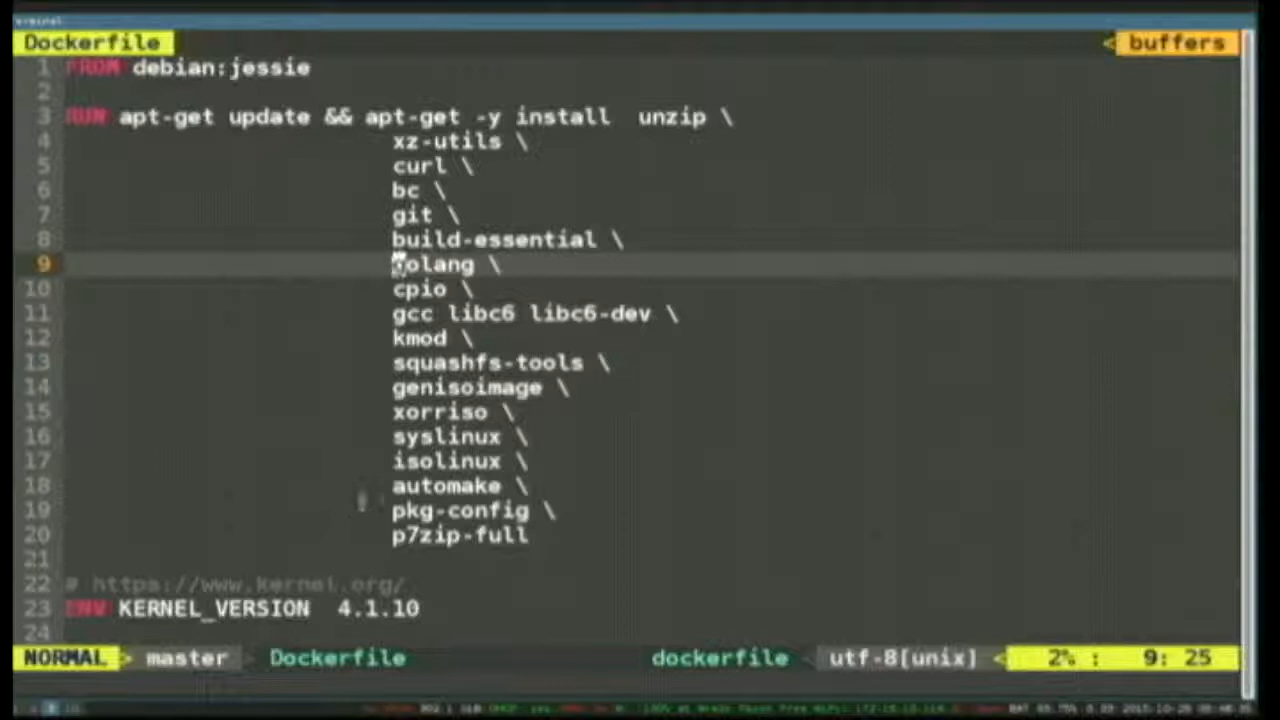 Dockerfile < buffers
1 FROM debian:jessie
2
3 RUN apt-get update && apt-get -y install  unzip \
4 xz-utils \
5 curl \
6 bc \
7 git \
8 build-essential \
9 golang \
10 cpio \
11 gcc libc6 libc6-dev \
12 kmod \
13 squashfs-tools \
14 genisoimage \
15 xorriso \
16 syslinux \
17 isolinux \
18 automake \
19 pkg-config \
20 p7zip-full
21
22 # https://www.kernel.org/
23 ENV KERNEL_VERSION  4.1.10
24
NORMAL > master > Dockerfile dockerfile < utf-8[unix] < 2% : 9: 25